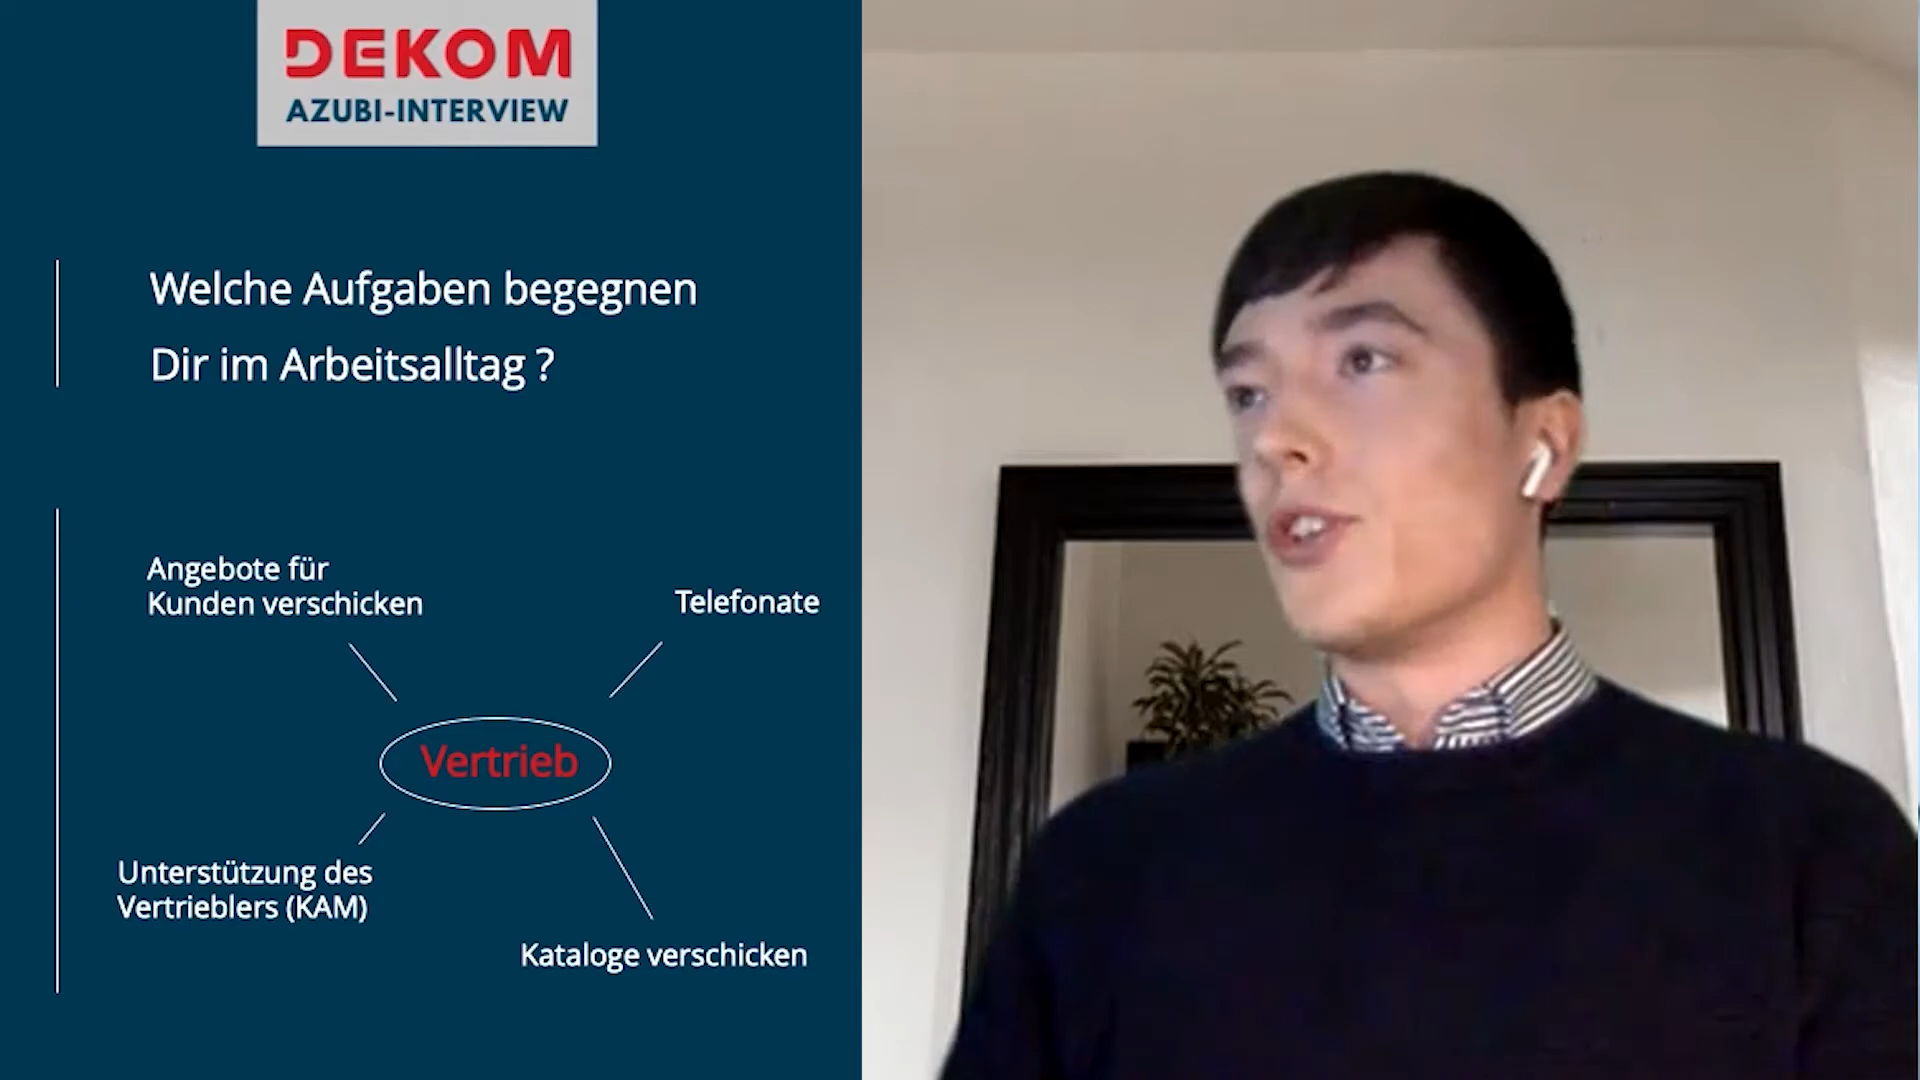 DEKOM
AZUBI-INTERVIEW
Welche Aufgaben begegnen
Dir im Arbeitsalltag ?
Angebote für
Kunden verschicken
Telefonate
Vertrieb
Unterstützung des
Vertrieblers (KAM)
Kataloge verschicken